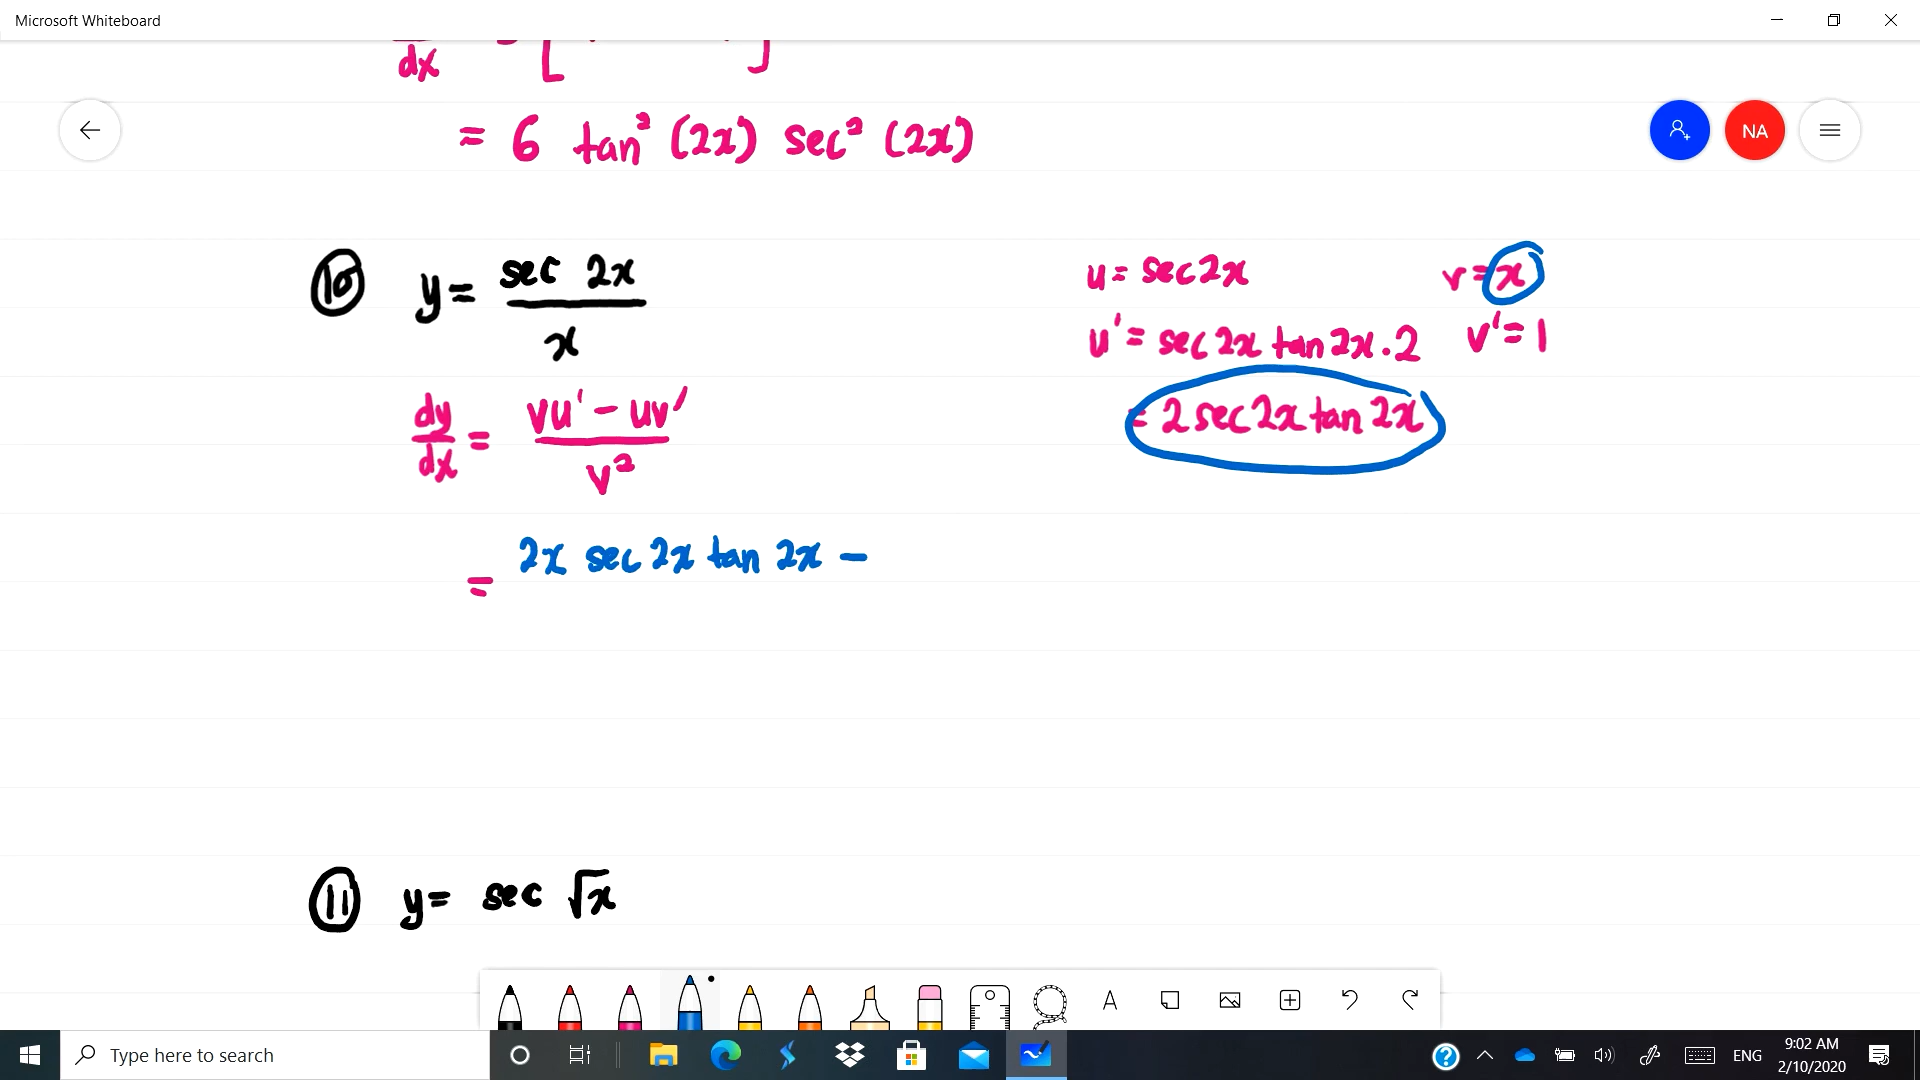 Microsoft Whiteboard
dx [ ]
= 6 tan² (2x) sec² (2x)
NA
⑩ y = sec 2x / x
u = sec2x v = x
u' = sec 2x tan 2x . 2 v' = 1
= 2 sec 2x tan 2x
dy/dx = vu' - uv' / v²
= 2x sec 2x tan 2x -
⑪ y = sec √x
Type here to search
ENG
9:02 AM
2/10/2020